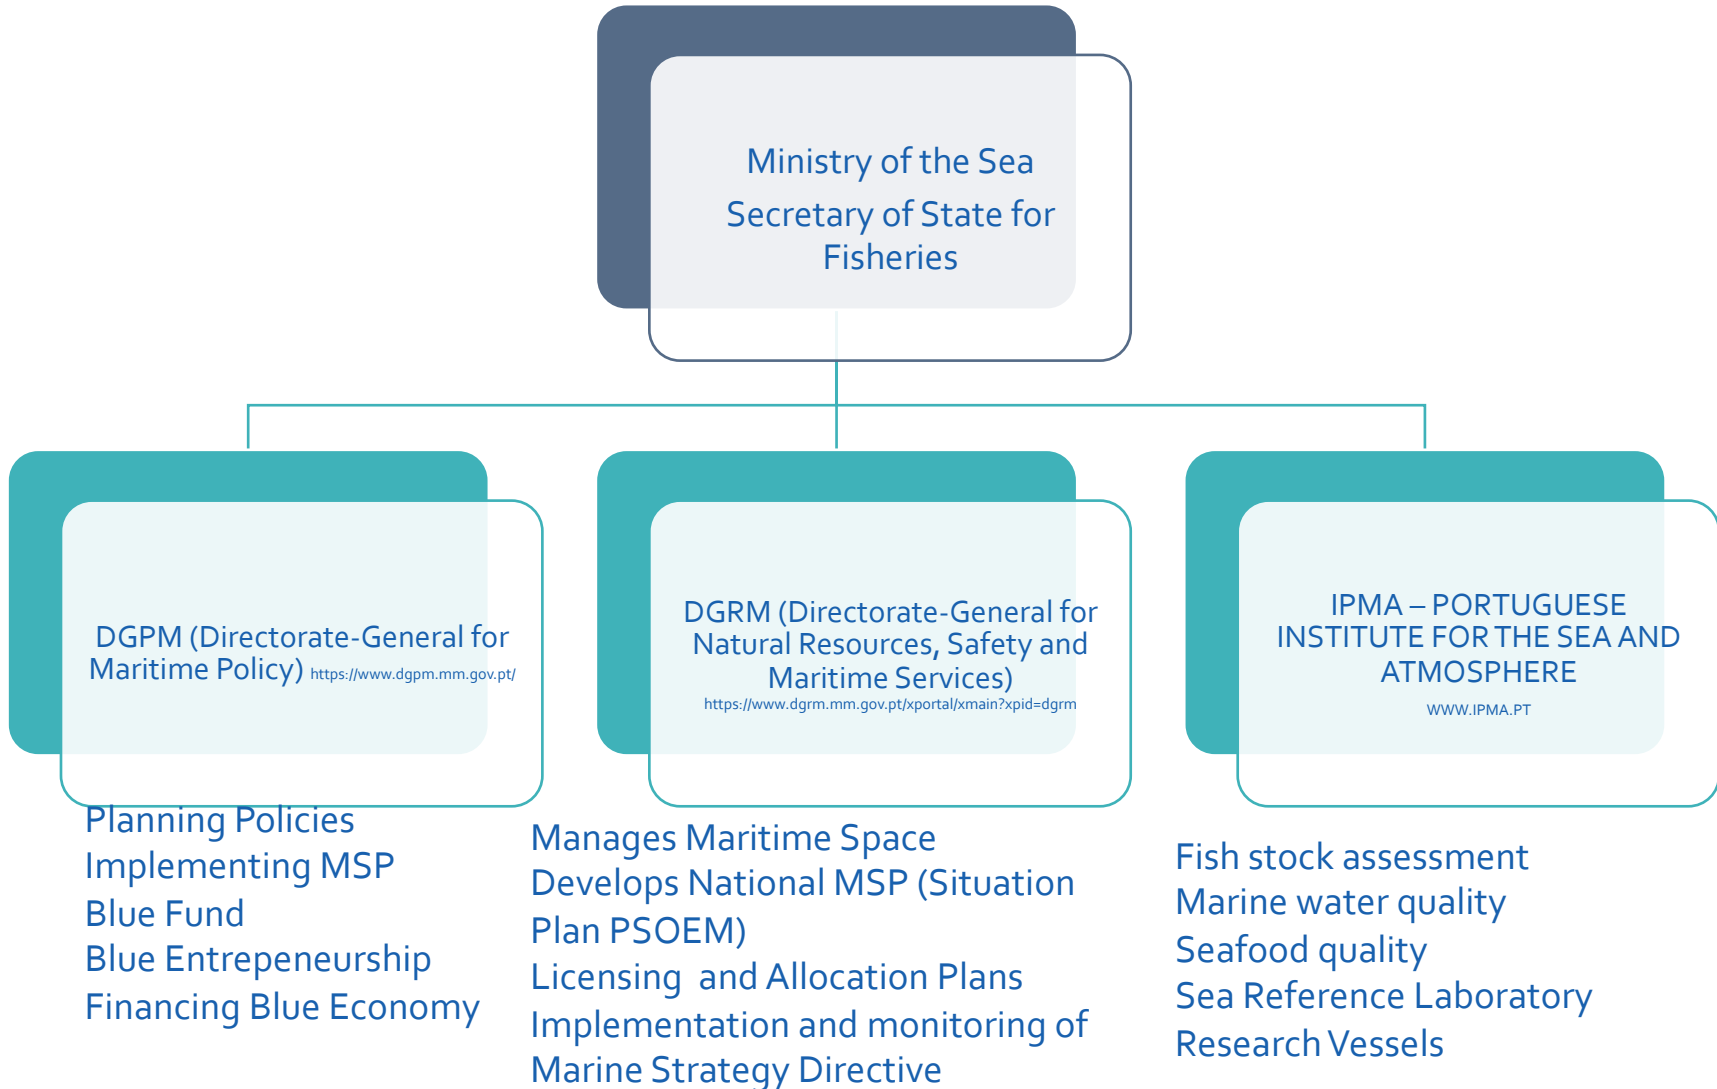 Ministry of the Sea
Secretary of State for
Fisheries
DGPM (Directorate-General for
Maritime Policy) https://www.dgpm.mm.gov.pt/
DGRM (Directorate-General for
Natural Resources, Safety and
Maritime Services)
https://www.dgrm.mm.gov.pt/xportal/xmain?xpid=dgrm
IPMA – PORTUGUESE
INSTITUTE FOR THE SEA AND
ATMOSPHERE
WWW.IPMA.PT
Planning Policies
Implementing MSP
Blue Fund
Blue Entrepeneurship
Financing Blue Economy
Manages Maritime Space
Develops National MSP (Situation
Plan PSOEM)
Licensing and Allocation Plans
Implementation and monitoring of
Marine Strategy Directive
Fish stock assessment
Marine water quality
Seafood quality
Sea Reference Laboratory
Research Vessels